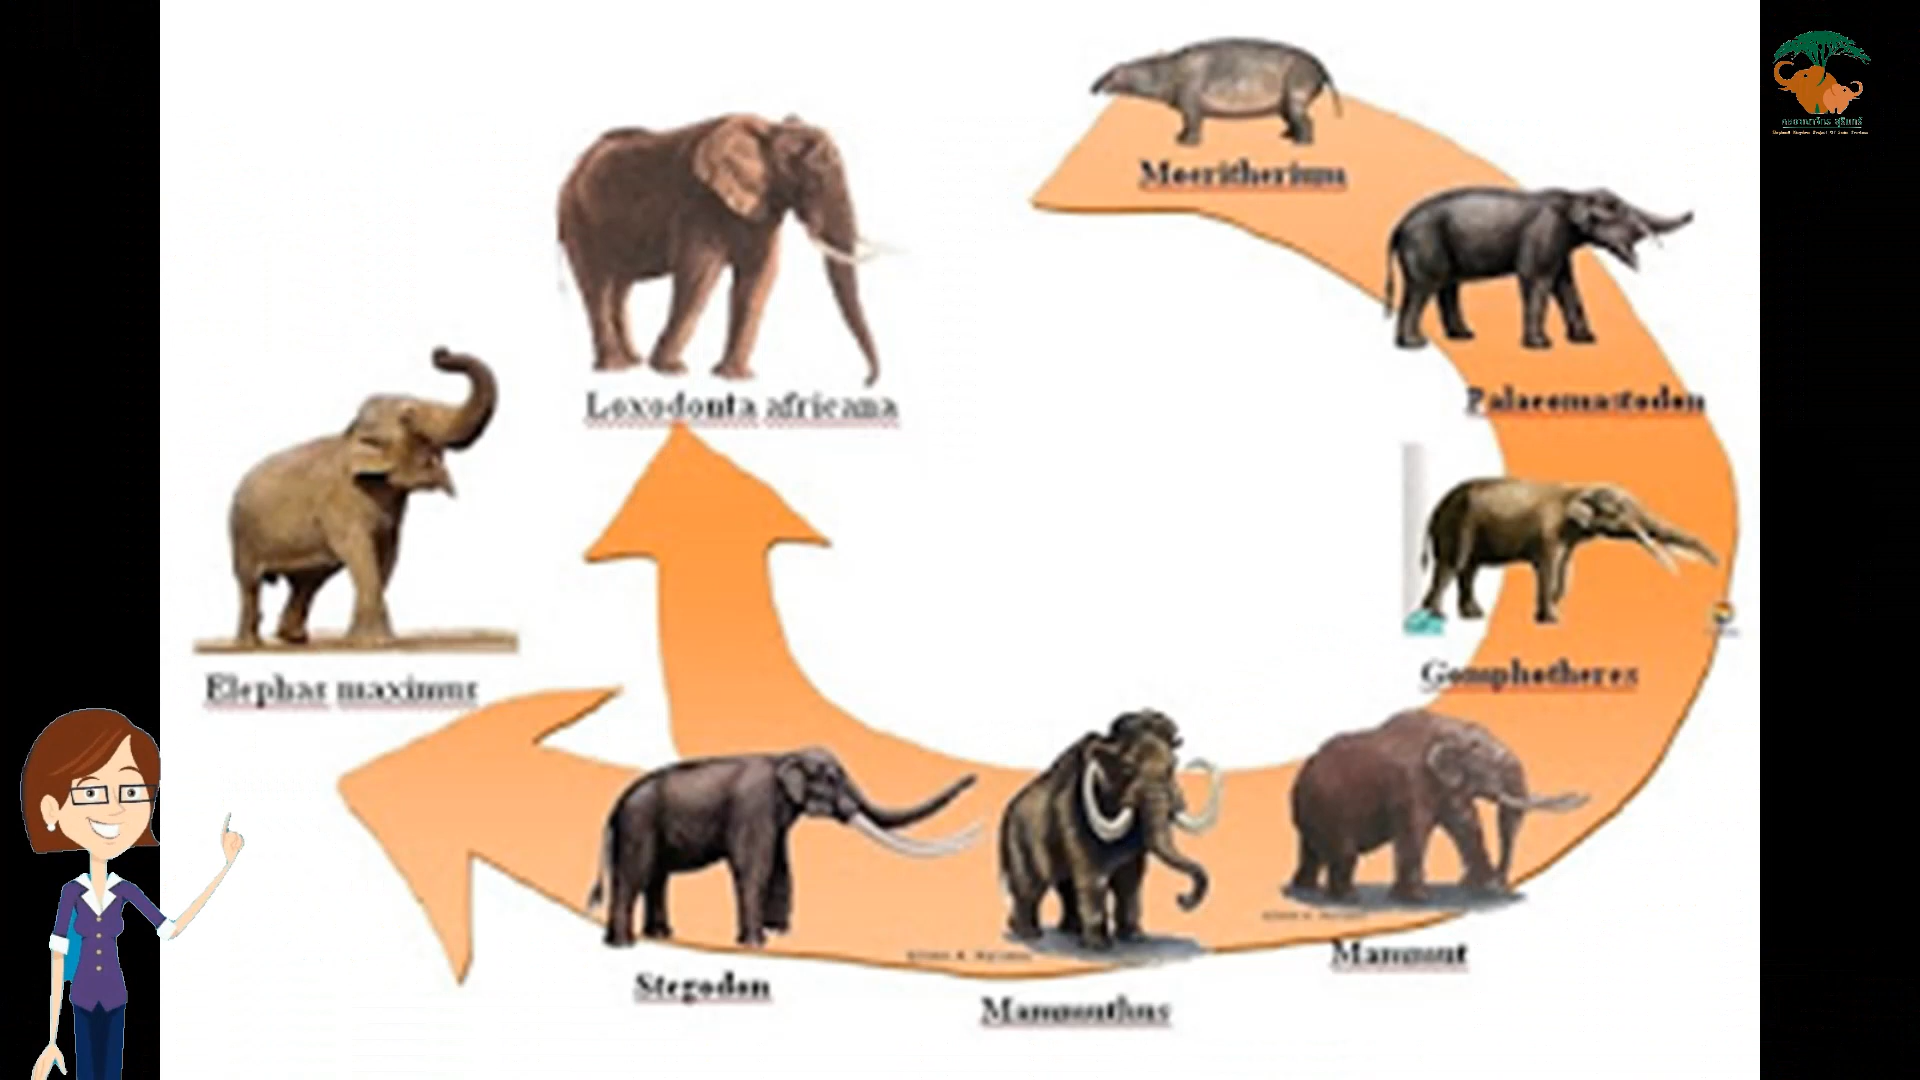 Moeritherium
Palaeomastodon
Gomphotheres
Mammut
Mammuthus
Stegodon
Elephas maximus
Loxodonta africana